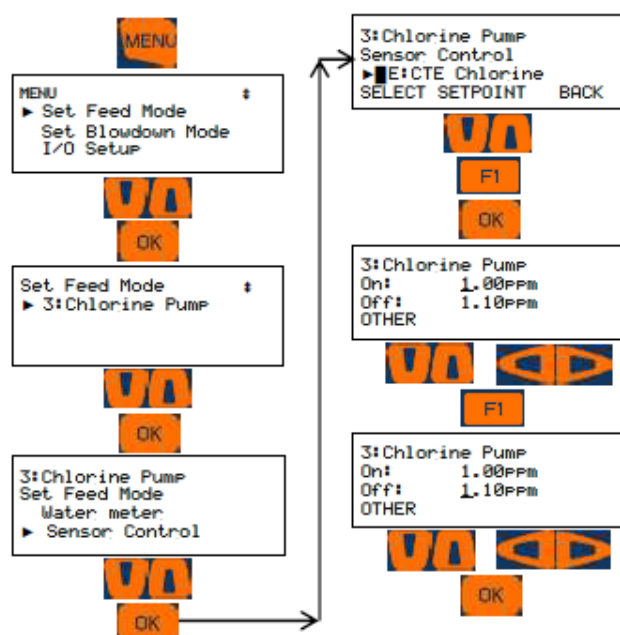 MENU
MENU
► Set Feed Mode
Set Blowdown Mode
I/O Setup
OK
Set Feed Mode
► 3:Chlorine Pump
OK
3:Chlorine Pump
Set Feed Mode
Water meter
► Sensor Control
OK
3:Chlorine Pump
Sensor Control
►█E:CTE Chlorine
SELECT SETPOINT BACK
F1
OK
3:Chlorine Pump
On: 1.00ppm
Off: 1.10ppm
OTHER
F1
3:Chlorine Pump
On: 1.00ppm
Off: 1.10ppm
OTHER
OK